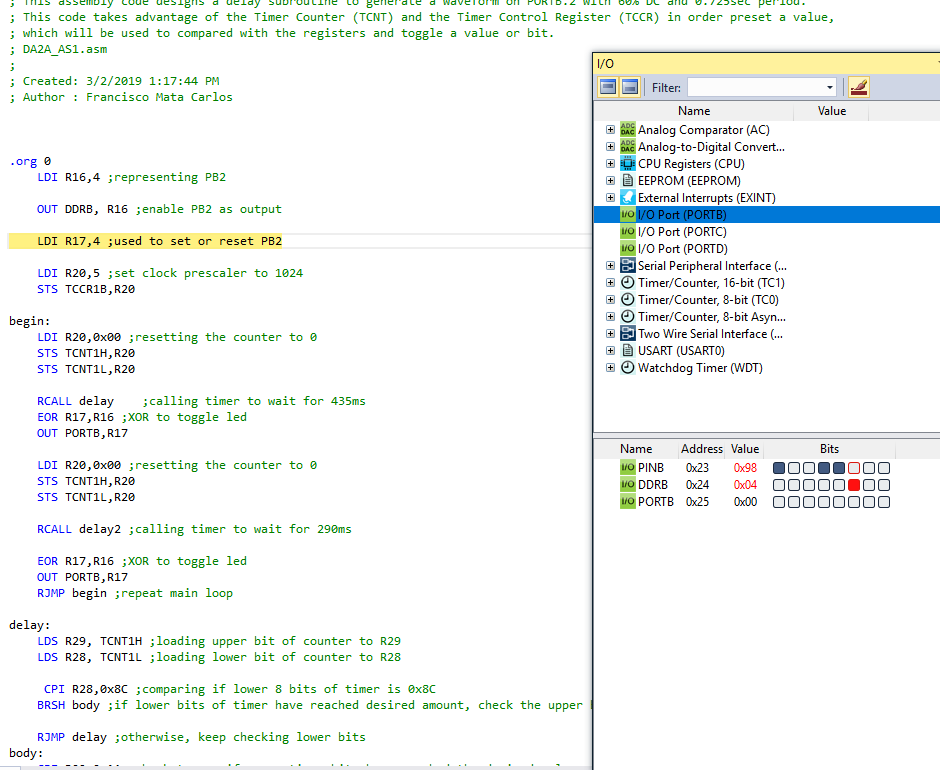 ; This assembly code designs a delay subroutine to generate a waveform on PORTB.2 with 60% DC and 0.725sec period.
; This code takes advantage of the Timer Counter (TCNT) and the Timer Control Register (TCCR) in order preset a value,
; which will be used to compared with the registers and toggle a value or bit.
; DA2A_AS1.asm
;
; Created: 3/2/2019 1:17:44 PM
; Author : Francisco Mata Carlos
.org 0
LDI R16,4 ;representing PB2
OUT DDRB, R16 ;enable PB2 as output
LDI R17,4 ;used to set or reset PB2
LDI R20,5 ;set clock prescaler to 1024
STS TCCR1B,R20
begin:
LDI R20,0x00 ;resetting the counter to 0
STS TCNT1H,R20
STS TCNT1L,R20
RCALL delay ;calling timer to wait for 435ms
EOR R17,R16 ;XOR to toggle led
OUT PORTB,R17
LDI R20,0x00 ;resetting the counter to 0
STS TCNT1H,R20
STS TCNT1L,R20
RCALL delay2 ;calling timer to wait for 290ms
EOR R17,R16 ;XOR to toggle led
OUT PORTB,R17
RJMP begin ;repeat main loop
delay:
LDS R29, TCNT1H ;loading upper bit of counter to R29
LDS R28, TCNT1L ;loading lower bit of counter to R28
CPI R28,0x8C ;comparing if lower 8 bits of timer is 0x8C
BRSH body ;if lower bits of timer have reached desired amount, check the upper
RJMP delay ;otherwise, keep checking lower bits
body:
I/O
Filter:
Name Value
Analog Comparator (AC)
Analog-to-Digital Convert...
CPU Registers (CPU)
EEPROM (EEPROM)
External Interrupts (EXINT)
I/O Port (PORTB)
I/O Port (PORTC)
I/O Port (PORTD)
Serial Peripheral Interface (...
Timer/Counter, 16-bit (TC1)
Timer/Counter, 8-bit (TC0)
Timer/Counter, 8-bit Asyn...
Two Wire Serial Interface (...
USART (USART0)
Watchdog Timer (WDT)
Name Address Value Bits
I/O PINB 0x23 0x98
I/O DDRB 0x24 0x04
I/O PORTB 0x25 0x00